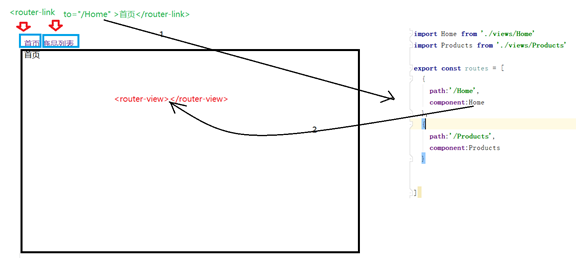 <router-link to="/Home" >首页</router-link>
首页 商品列表
首页
1
<router-view></router-view>
2
import Home from './views/Home'
import Products from './views/Products'
export const routes = [
{
path:'/Home',
component:Home
},
{
path:'/Products',
component:Products
}
]